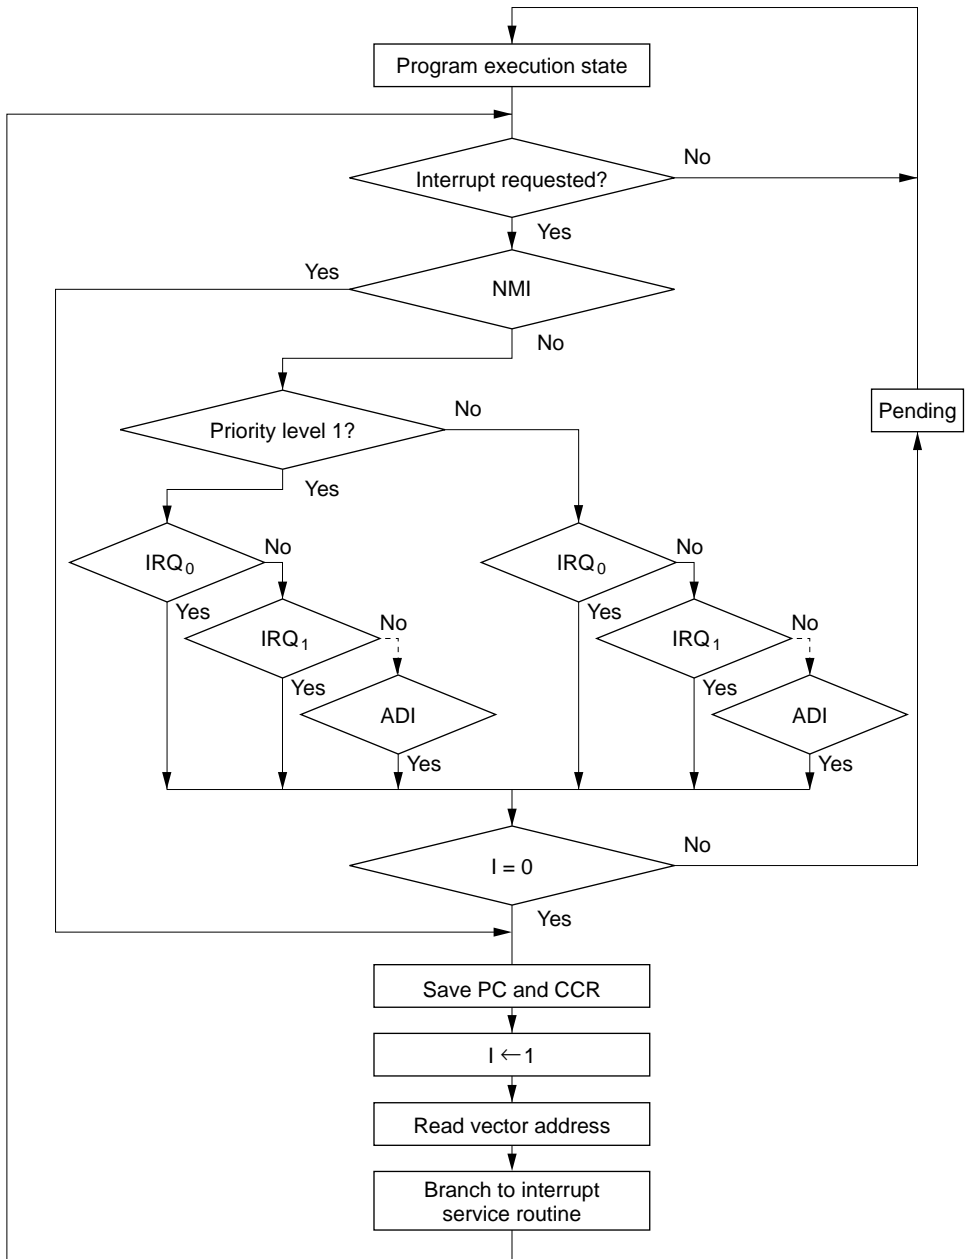 Program execution state
No
Interrupt requested?
Yes
Yes
NMI
No
No
Pending
Priority level 1?
Yes
No
No
IRQ0
IRQ0
Yes
No
Yes
No
IRQ1
IRQ1
Yes
Yes
ADI
ADI
Yes
Yes
No
I = 0
Yes
Save PC and CCR
I ← 1
Read vector address
Branch to interrupt
service routine